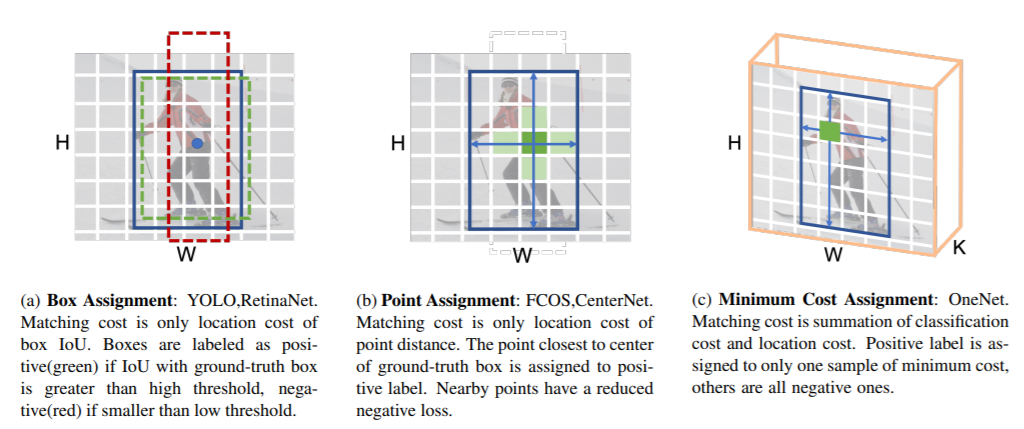 H
W
H
W
H
W
K
(a) Box Assignment: YOLO,RetinaNet.
Matching cost is only location cost of
box IoU. Boxes are labeled as posi-
tive(green) if IoU with ground-truth box
is greater than high threshold, nega-
tive(red) if smaller than low threshold.
(b) Point Assignment: FCOS,CenterNet.
Matching cost is only location cost of
point distance. The point closest to center
of ground-truth box is assigned to posi-
tive label. Nearby points have a reduced
negative loss.
(c) Minimum Cost Assignment: OneNet.
Matching cost is summation of classification
cost and location cost. Positive label is as-
signed to only one sample of minimum cost,
others are all negative ones.